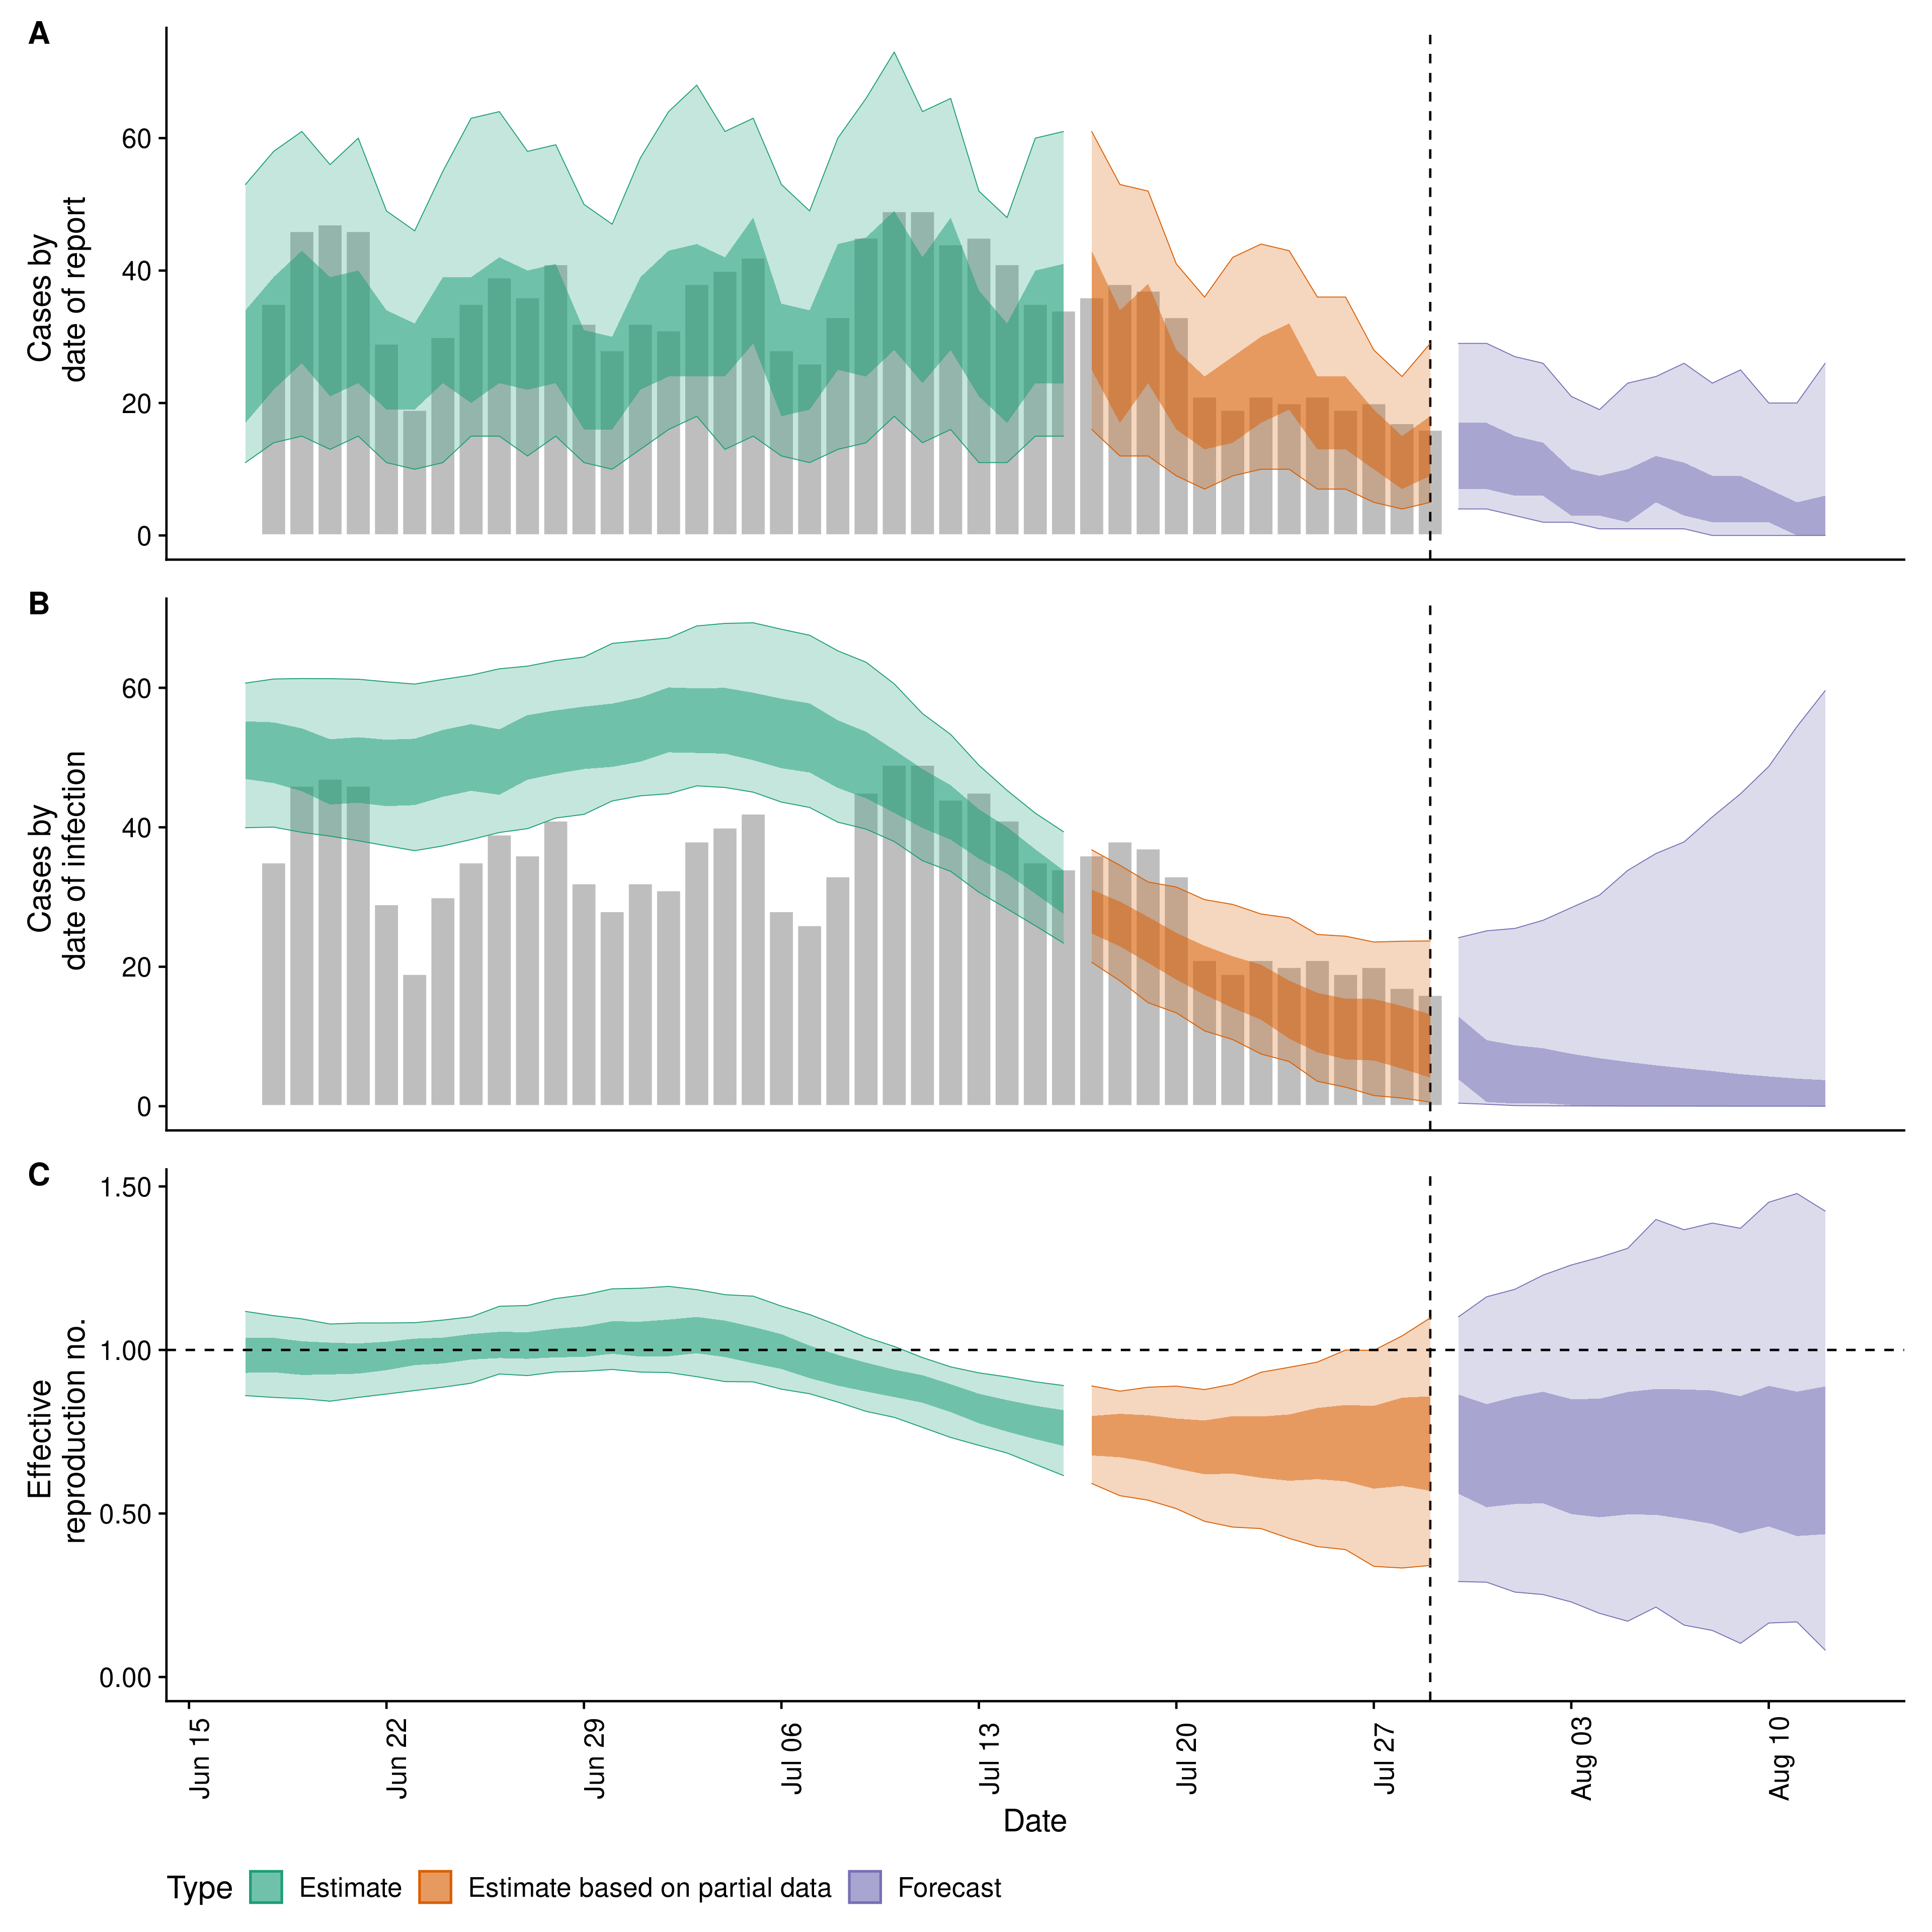 A
Cases by
date of report
60
40
20
0
B
Cases by
date of infection
60
40
20
0
C
Effective
reproduction no.
1.50
1.00
0.50
0.00
Jun 15
Jun 22
Jun 29
Jul 06
Jul 13
Jul 20
Jul 27
Aug 03
Aug 10
Date
Type Estimate Estimate based on partial data Forecast